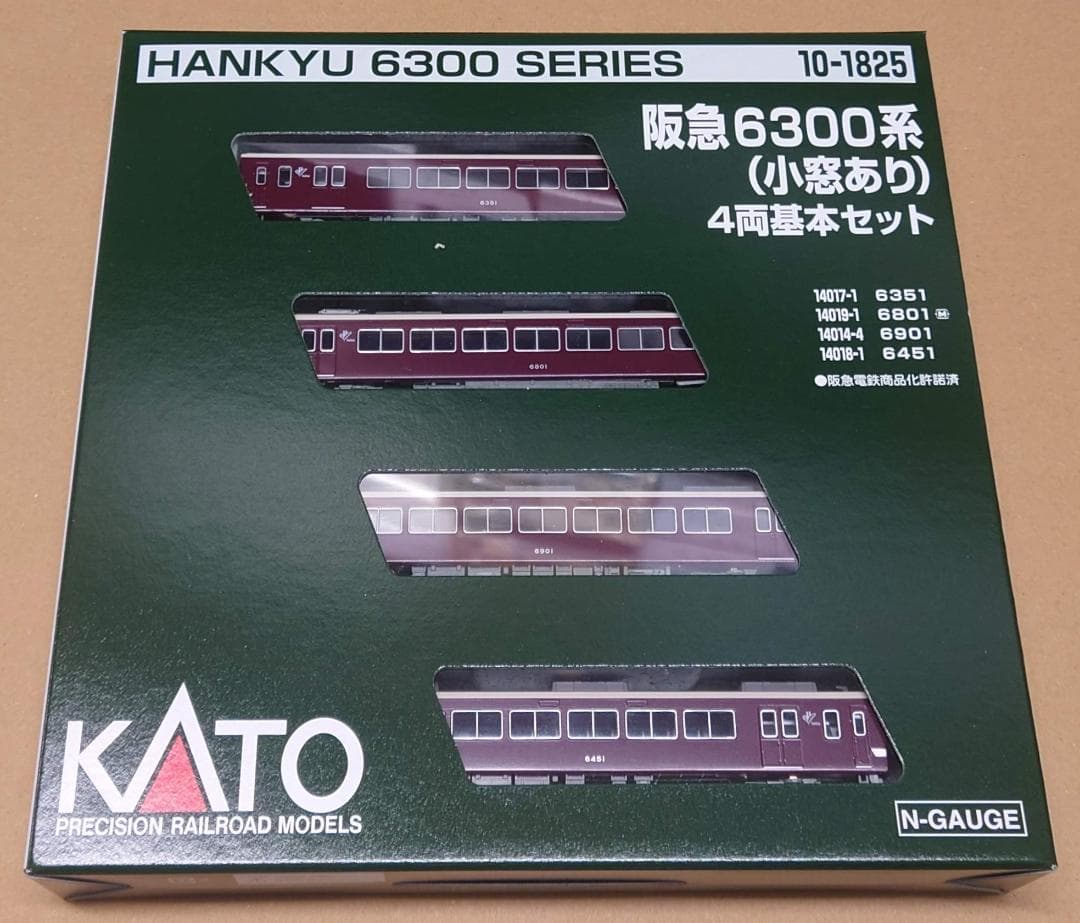 HANKYU 6300 SERIES 10-1825
阪急6300系
(小窓あり)
4両基本セット
14017-1 6351
14019-1 6801 M
14014-4 6901
14018-1 6451
●阪急電鉄商品化許諾済
6351
6801
6901
6451
KATO
PRECISION RAILROAD MODELS
N-GAUGE